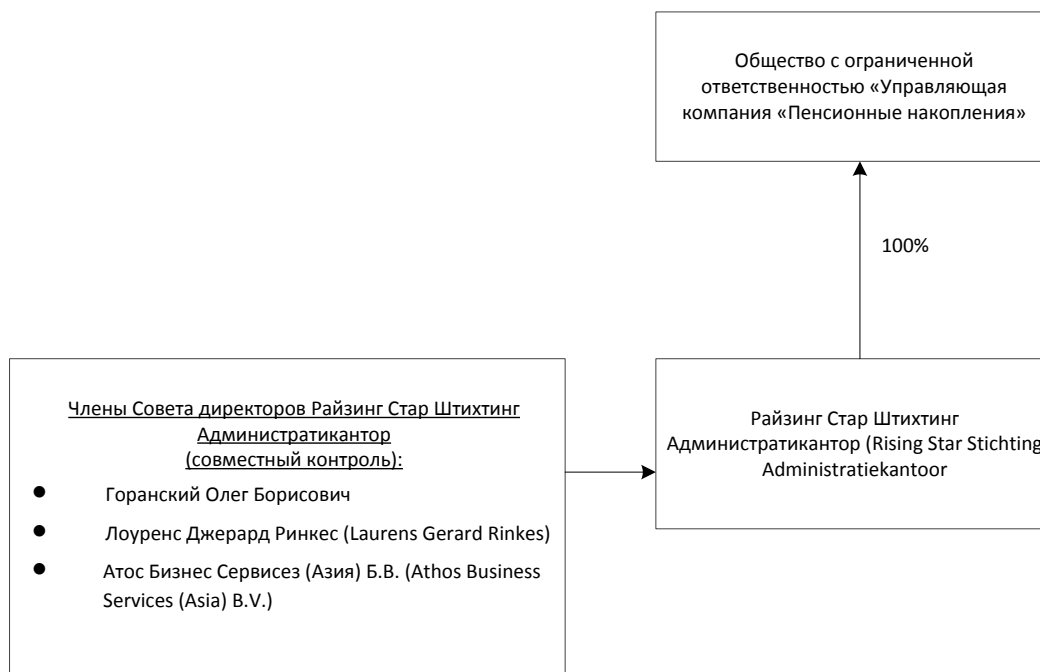 Общество с ограниченной
ответственностью «Управляющая
компания «Пенсионные накопления»
100%
Члены Совета директоров Райзинг Стар Штихтинг
Администратикантор
(совместный контроль):
● Горанский Олег Борисович
● Лоуренс Джерард Ринкес (Laurens Gerard Rinkes)
● Атос Бизнес Сервисез (Азия) Б.В. (Athos Business
Services (Asia) B.V.)
Райзинг Стар Штихтинг
Администратикантор (Rising Star Stichting
Administratiekantoor